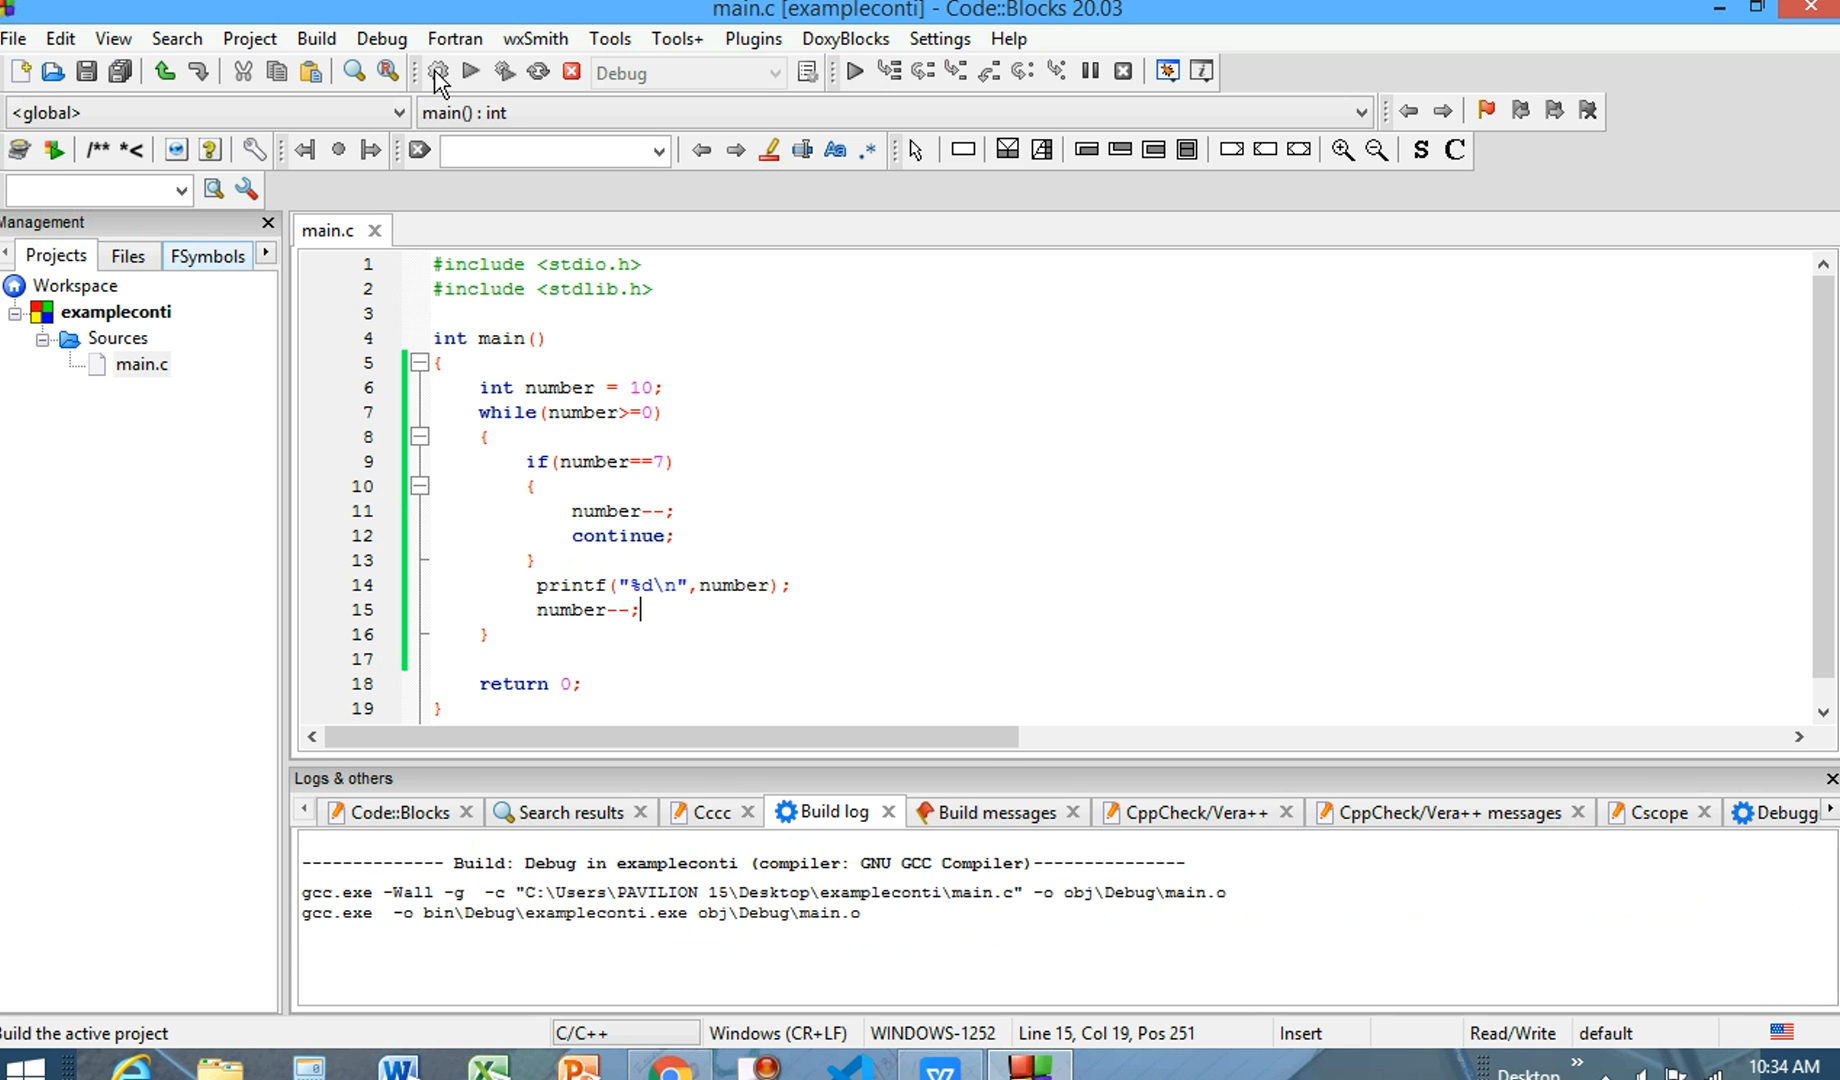 main.c [exampleconti] - Code::Blocks 20.03
File Edit View Search Project Build Debug Fortran wxSmith Tools Tools+ Plugins DoxyBlocks Settings Help
Debug
<global> main() : int
/** *< Aa .* S C
Management
Projects Files FSymbols main.c
Workspace
exampleconti
Sources
main.c
1 #include <stdio.h>
2 #include <stdlib.h>
3
4 int main()
5 {
6 int number = 10;
7 while(number>=0)
8 {
9 if(number==7)
10 {
11 number--;
12 continue;
13 }
14 printf("%d\n",number);
15 number--;
16 }
17
18 return 0;
19 }
Logs & others
Code::Blocks Search results Cccc Build log Build messages CppCheck/Vera++ CppCheck/Vera++ messages Cscope Debugg
-------------- Build: Debug in exampleconti (compiler: GNU GCC Compiler)---------------
gcc.exe -Wall -g -c "C:\Users\PAVILION 15\Desktop\exampleconti\main.c" -o obj\Debug\main.o
gcc.exe -o bin\Debug\exampleconti.exe obj\Debug\main.o
Build the active project C/C++ Windows (CR+LF) WINDOWS-1252 Line 15, Col 19, Pos 251 Insert Read/Write default
Desktop 10:34 AM